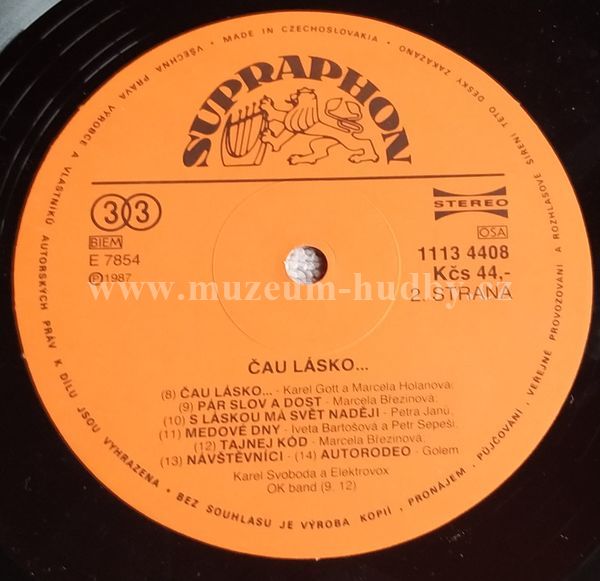 VŠECHNA PRÁVA VÝROBCE A VLASTNÍKŮ AUTORSKÝCH PRÁV K DÍLU JSOU VYHRAZENA • BEZ SOUHLASU JE VÝROBA KOPIÍ, PRONÁJEM, PŮJČOVÁNÍ, VEŘEJNÉ PROVOZOVÁNÍ A ROZHLASOVÉ ŠÍŘENÍ TÉTO DESKY ZAKÁZÁNO
• MADE IN CZECHOSLOVAKIA •
SUPRAPHON
33
STEREO
BIEM
OSA
E 7854
1113 4408
Ⓟ1987
Kčs 44,-
www.muzeum-hudby.cz
2. STRANA
ČAU LÁSKO...
(8) ČAU LÁSKO... - Karel Gott a Marcela Holanová:
(9) PÁR SLOV A DOST - Marcela Březinová:
(10) S LÁSKOU MÁ SVĚT NADĚJI - Petra Janů.
(11) MEDOVÉ DNY - Iveta Bartošová a Petr Sepeši.
(12) TAJNEJ KÓD - Marcela Březinová:
(13) NÁVŠTĚVNÍCI - (14) AUTORODEO - Golem
Karel Svoboda a Elektrovox
OK band (9, 12)